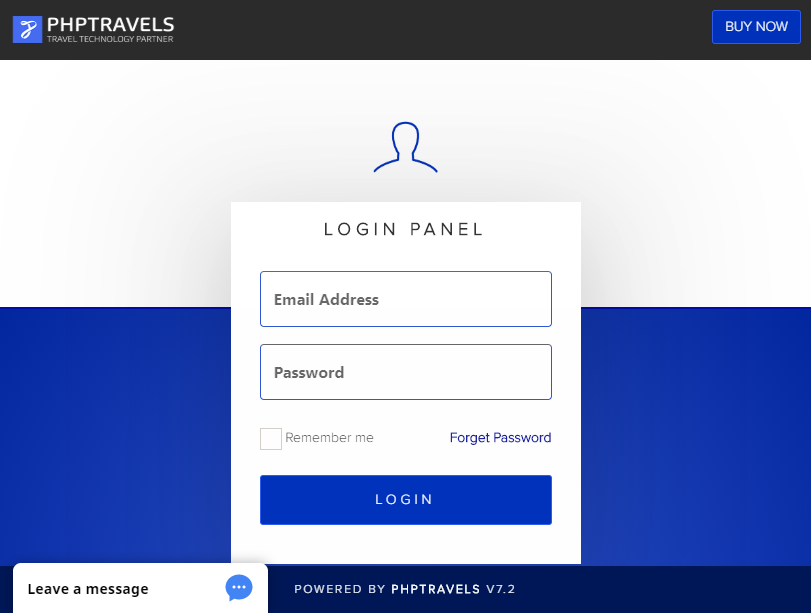 PHPTRAVELS
TRAVEL TECHNOLOGY PARTNER
BUY NOW
LOGIN PANEL
Email Address
Password
Remember me
Forget Password
LOGIN
Leave a message
POWERED BY PHPTRAVELS V7.2